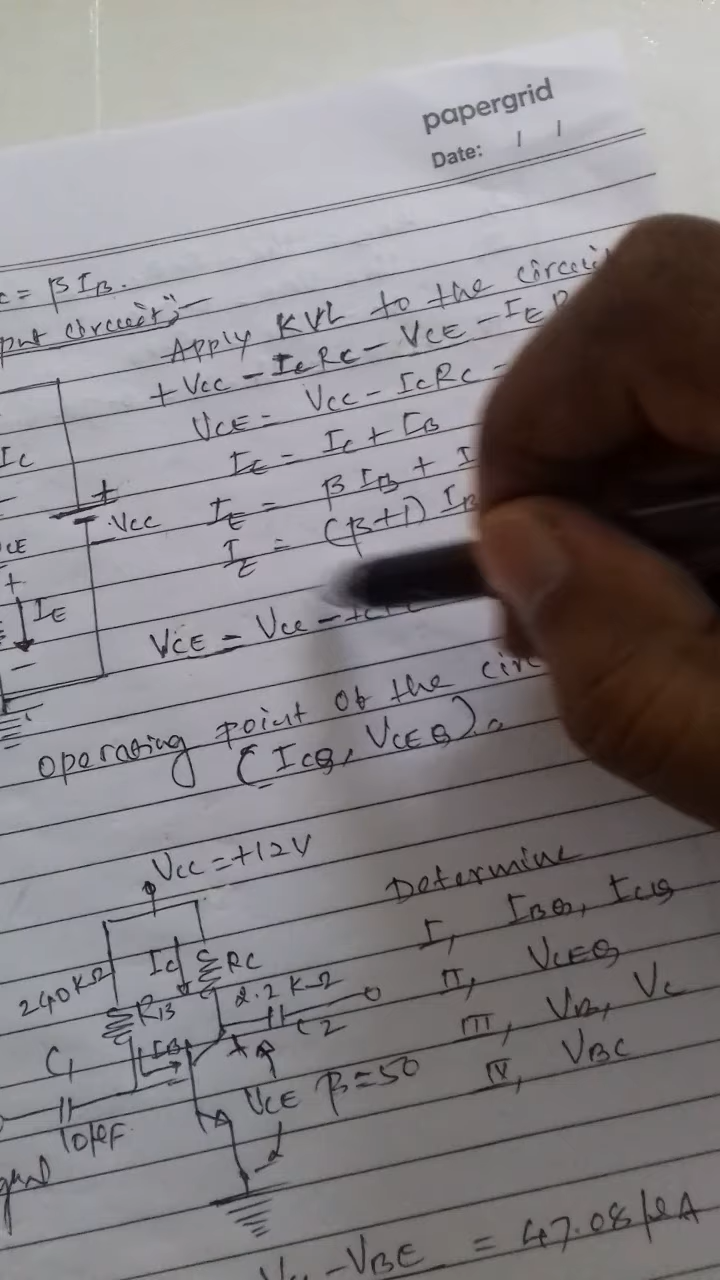 papergrid
Date: / /
c = βIB.
put circuit:-
Apply KVL to the circuit
+Vcc - IcRc - VCE - IE
VCE = Vcc - IcRc -
IE = Ic + IB
IE = βIB + I
IE = (β+1) IB
Ic
+
Vcc
CE
+
IE
-
VCE = Vcc -
operating point of the circ
(ICQ, VCEQ).
Vcc = +12V
Determine
I, IBQ, ICQ
II, VCEQ
III, VB, VC
IV, VBC
240KΩ
Ic
RC
2.2 KΩ
RB
C2
C1
IB
+
VCE
β=50
10μF
-
-VBE = 47.08μA